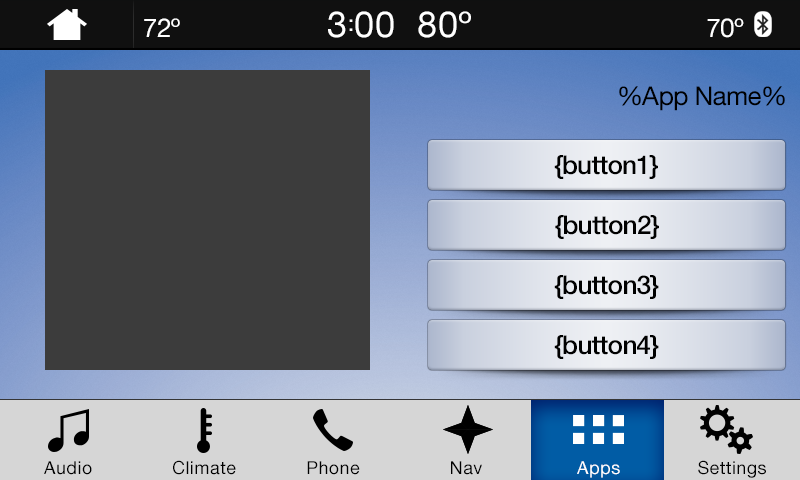 72º 3:00 80º 70º
%App Name%
{button1}
{button2}
{button3}
{button4}
Audio Climate Phone Nav Apps Settings